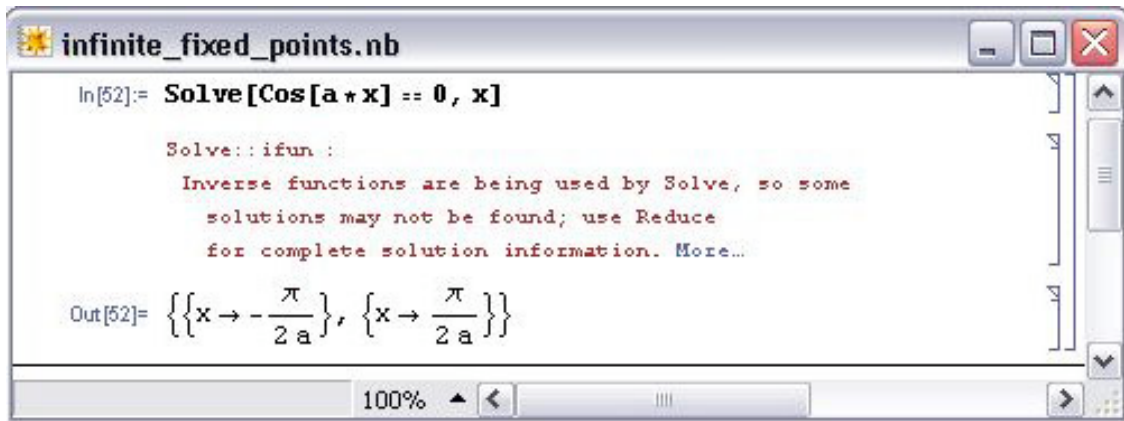 infinite_fixed_points.nb
In[52]:= Solve[Cos[a*x] == 0, x]
Solve::ifun :
Inverse functions are being used by Solve, so some
solutions may not be found; use Reduce
for complete solution information. More…
Out[52]= {{x → -π/(2 a)}, {x → π/(2 a)}}
100%